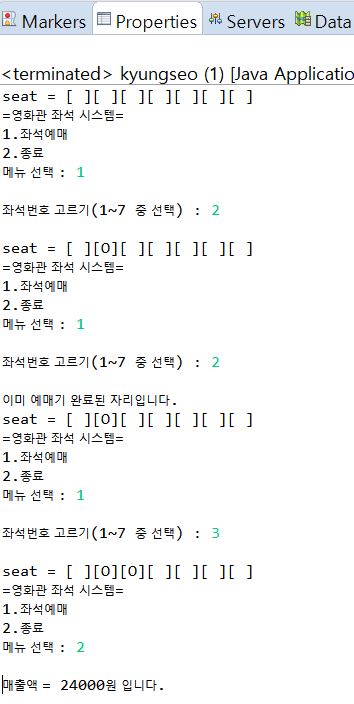 Markers Properties Servers Data
<terminated> kyungseo (1) [Java Applicatio
seat = [ ][ ][ ][ ][ ][ ][ ]
=영화관 좌석 시스템=
1.좌석예매
2.종료
메뉴 선택 : 1
좌석번호 고르기(1~7 중 선택) : 2
seat = [ ][O][ ][ ][ ][ ][ ]
=영화관 좌석 시스템=
1.좌석예매
2.종료
메뉴 선택 : 1
좌석번호 고르기(1~7 중 선택) : 2
이미 예매기 완료된 자리입니다.
seat = [ ][O][ ][ ][ ][ ][ ]
=영화관 좌석 시스템=
1.좌석예매
2.종료
메뉴 선택 : 1
좌석번호 고르기(1~7 중 선택) : 3
seat = [ ][O][O][ ][ ][ ][ ]
=영화관 좌석 시스템=
1.좌석예매
2.종료
메뉴 선택 : 2
매출액 = 24000원 입니다.